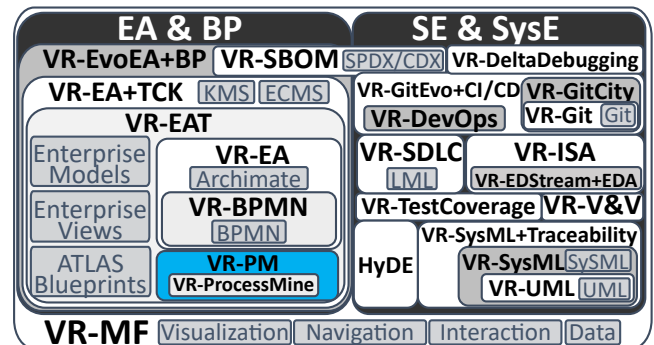 EA & BP
SE & SysE
VR-EvoEA+BP
VR-SBOM SPDX/CDX
VR-DeltaDebugging
VR-EA+TCK KMS ECMS
VR-EAT
Enterprise
Models
VR-EA
Archimate
Enterprise
Views
VR-BPMN
BPMN
ATLAS
Blueprints
VR-PM
VR-ProcessMine
VR-GitEvo+CI/CD
VR-GitCity
VR-DevOps
VR-Git Git
VR-SDLC
LML
VR-ISA
VR-EDStream+EDA
VR-TestCoverage
VR-V&V
HyDE
VR-SysML+Traceability
VR-SysML SysML
VR-UML UML
VR-MF Visualization Navigation Interaction Data